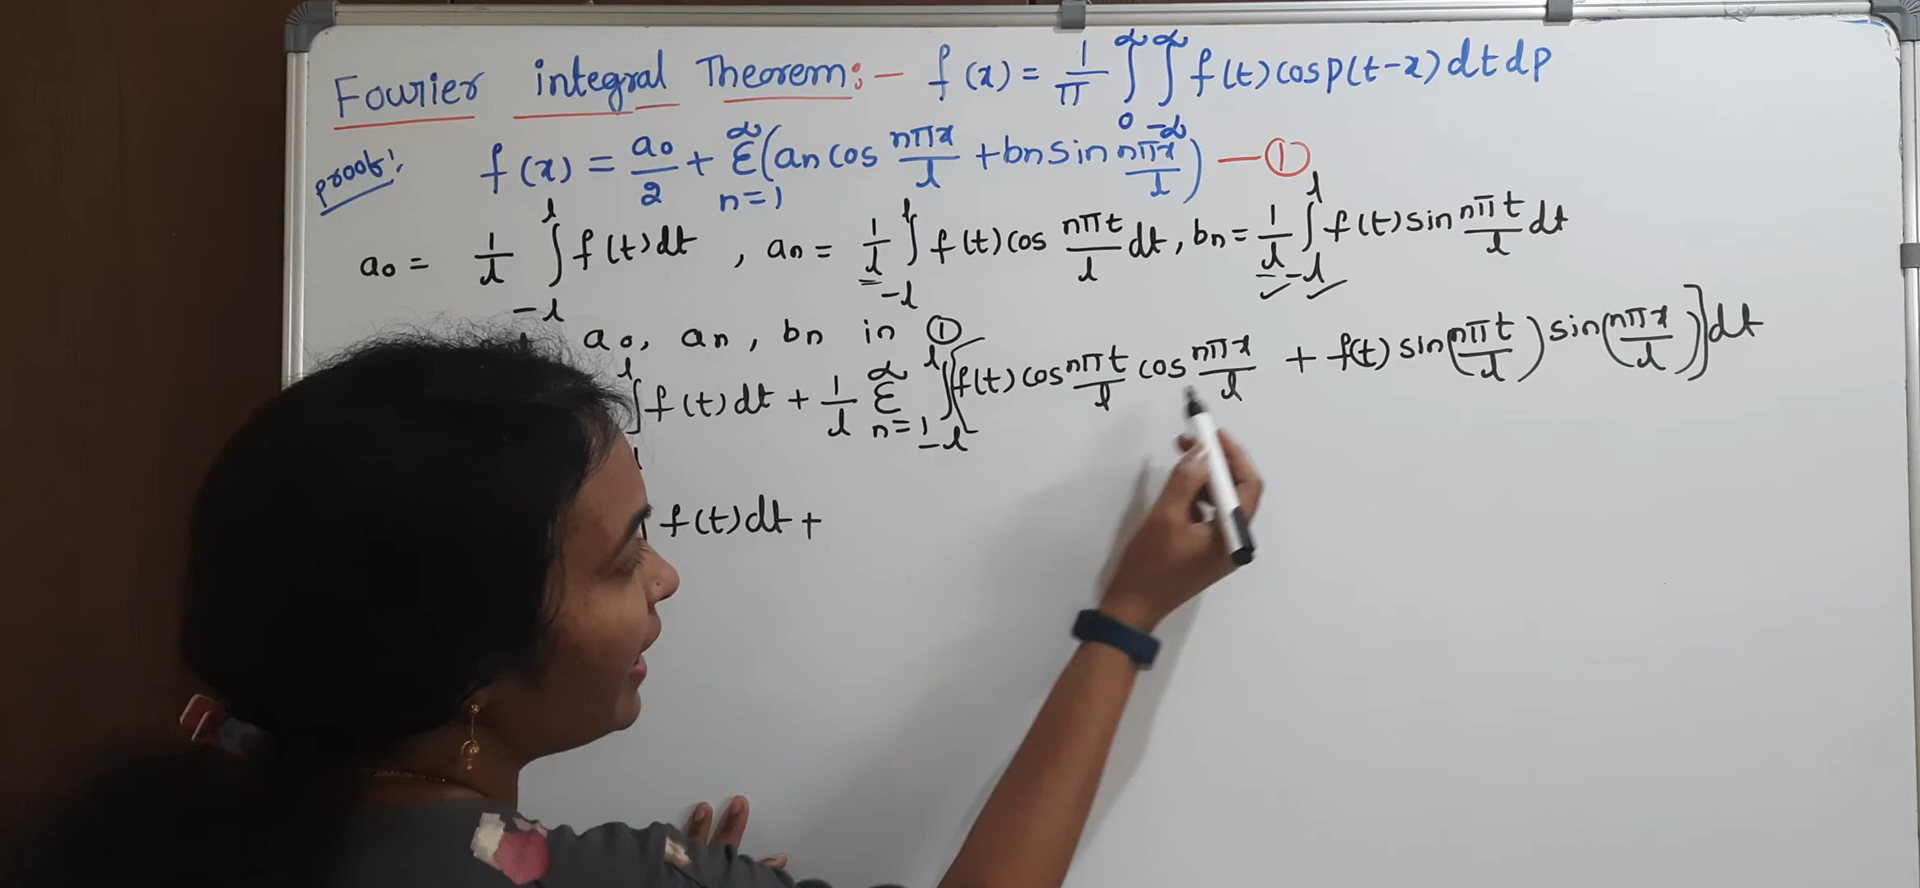 Fourier integral Theorem:- f(x) = 1/π ∫₀^∞ ∫₋∞^∞ f(t) cos p(t-x) dt dp
proof: f(x) = a₀/2 + Σₙ₌₁^∞ (an cos nπx/l + bn sin nπx/l) — ①
a₀ = 1/l ∫₋l^l f(t) dt , an = 1/l ∫₋l^l f(t) cos nπt/l dt, bn = 1/l ∫₋l^l f(t) sin nπt/l dt
a₀, an, bn in ①
∫^l f(t) dt + 1/l Σₙ₌₁^∞ ∫₋l^l [f(t) cos nπt/l cos nπx/l + f(t) sin(nπt/l) sin(nπx/l)] dt
f(t) dt +